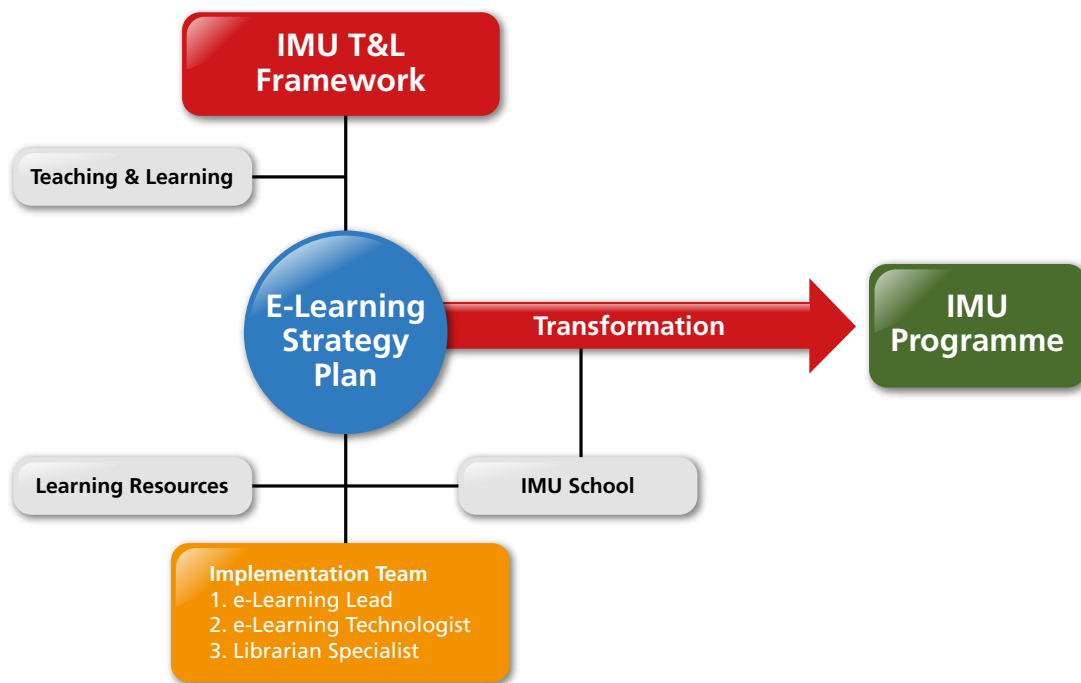 IMU T&L
Framework
Teaching & Learning
E-Learning
Strategy
Plan
Transformation
IMU
Programme
Learning Resources
IMU School
Implementation Team
1. e-Learning Lead
2. e-Learning Technologist
3. Librarian Specialist